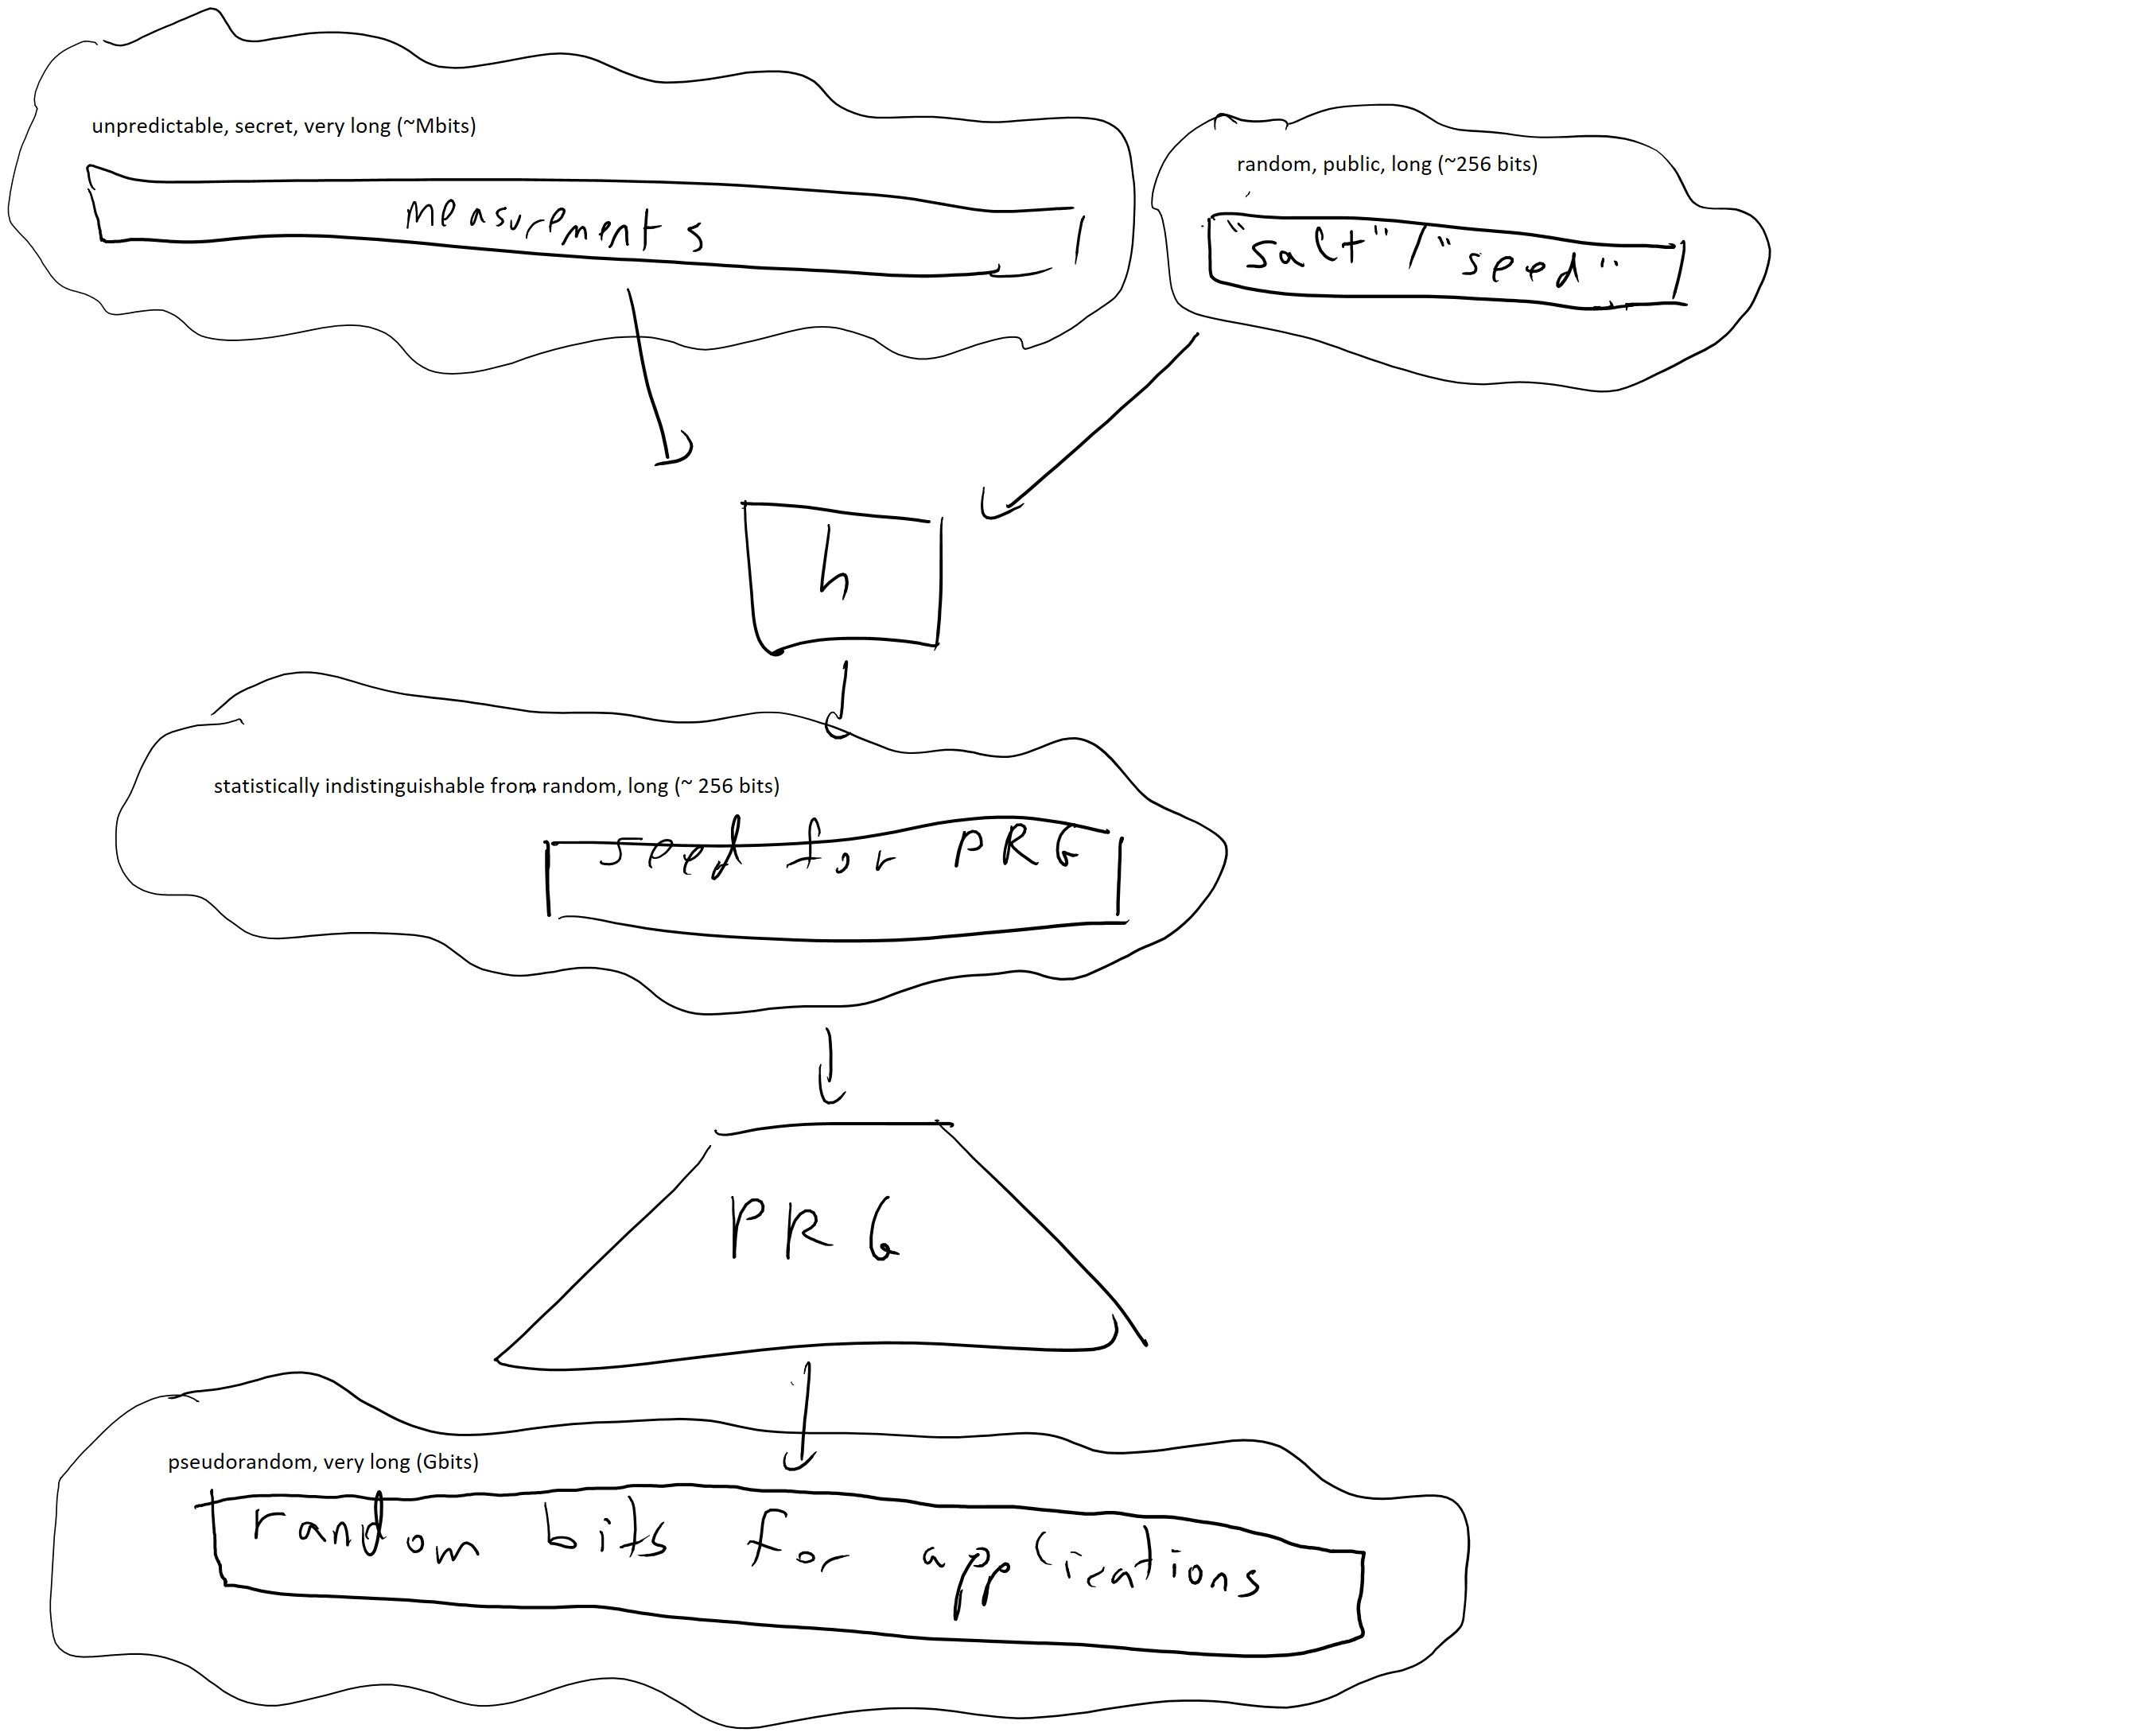 unpredictable, secret, very long (~Mbits)
measurements
random, public, long (~256 bits)
"salt" / "seed"
h
statistically indistinguishable from random, long (~ 256 bits)
seed for PRG
PRG
pseudorandom, very long (Gbits)
random bits for applications